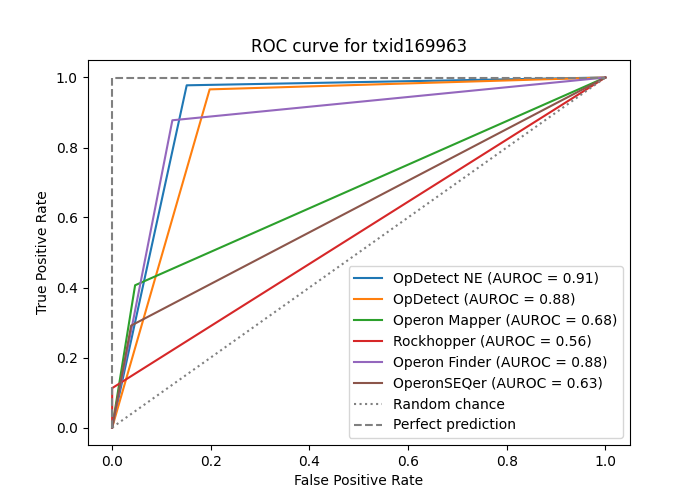 ROC curve for txid169963
True Positive Rate
1.0
0.8
0.6
0.4
0.2
0.0
0.0 0.2 0.4 0.6 0.8 1.0
False Positive Rate
OpDetect NE (AUROC = 0.91)
OpDetect (AUROC = 0.88)
Operon Mapper (AUROC = 0.68)
Rockhopper (AUROC = 0.56)
Operon Finder (AUROC = 0.88)
OperonSEQer (AUROC = 0.63)
Random chance
Perfect prediction